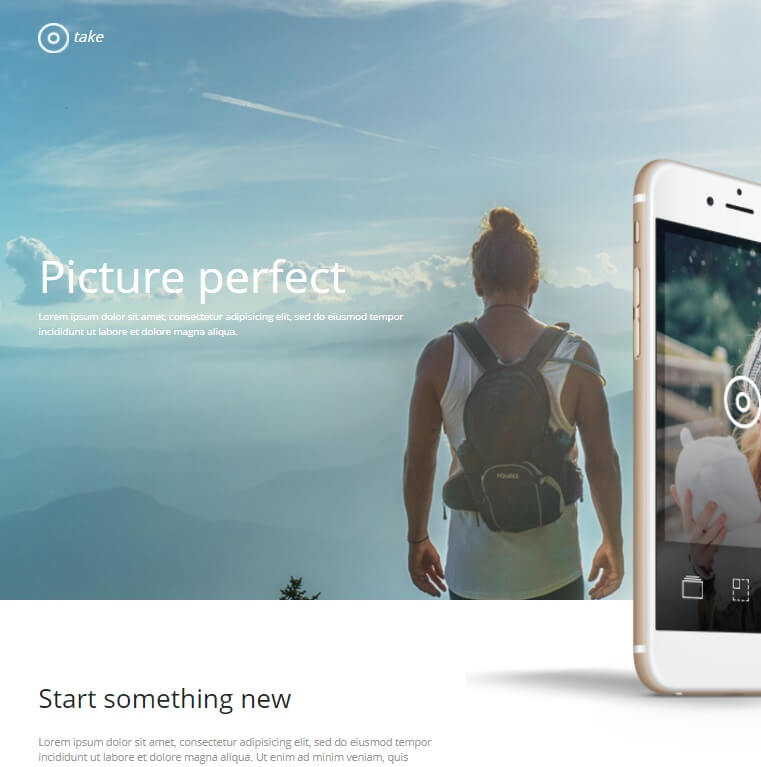 take
Picture perfect
Lorem ipsum dolor sit amet, consectetur adipisicing elit, sed do eiusmod tempor
incididunt ut labore et dolore magna aliqua.
Start something new
Lorem ipsum dolor sit amet, consectetur adipisicing elit, sed do eiusmod tempor
incididunt ut labore et dolore magna aliqua. Ut enim ad minim veniam, quis